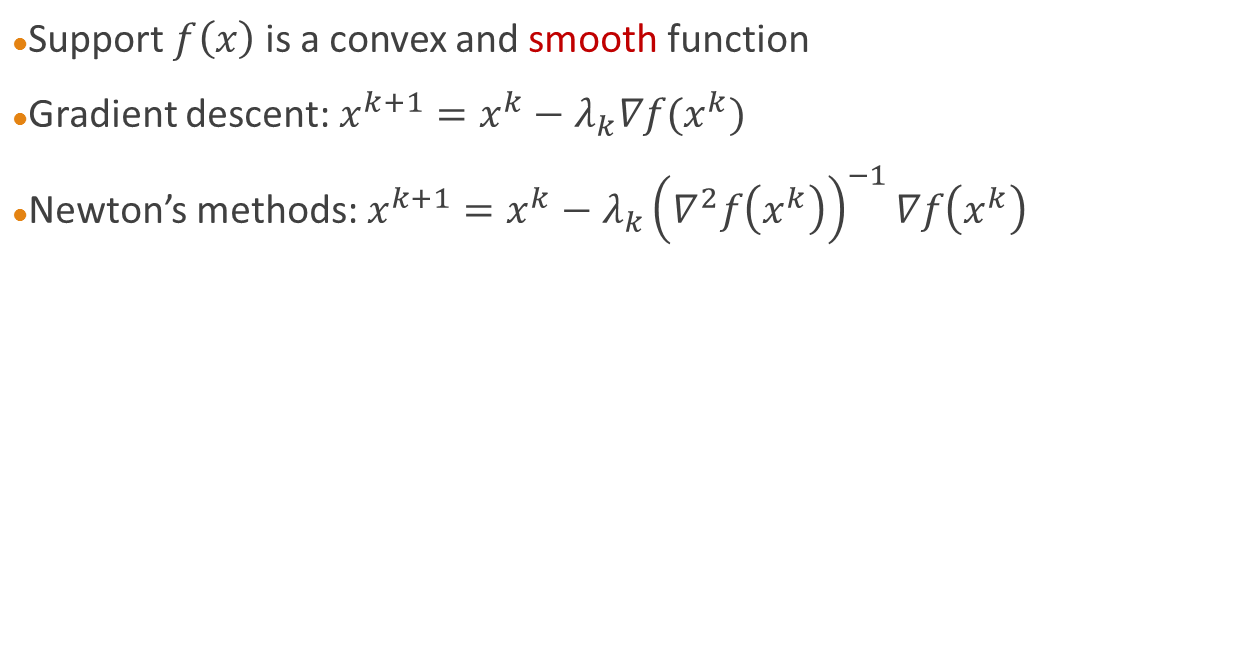 •Support 𝑓(𝑥) is a convex and smooth function
•Gradient descent: 𝑥^{𝑘+1} = 𝑥^𝑘 − 𝜆_𝑘∇𝑓(𝑥^𝑘)
•Newton’s methods: 𝑥^{𝑘+1} = 𝑥^𝑘 − 𝜆_𝑘(∇²𝑓(𝑥^𝑘))^{−1} ∇𝑓(𝑥^𝑘)